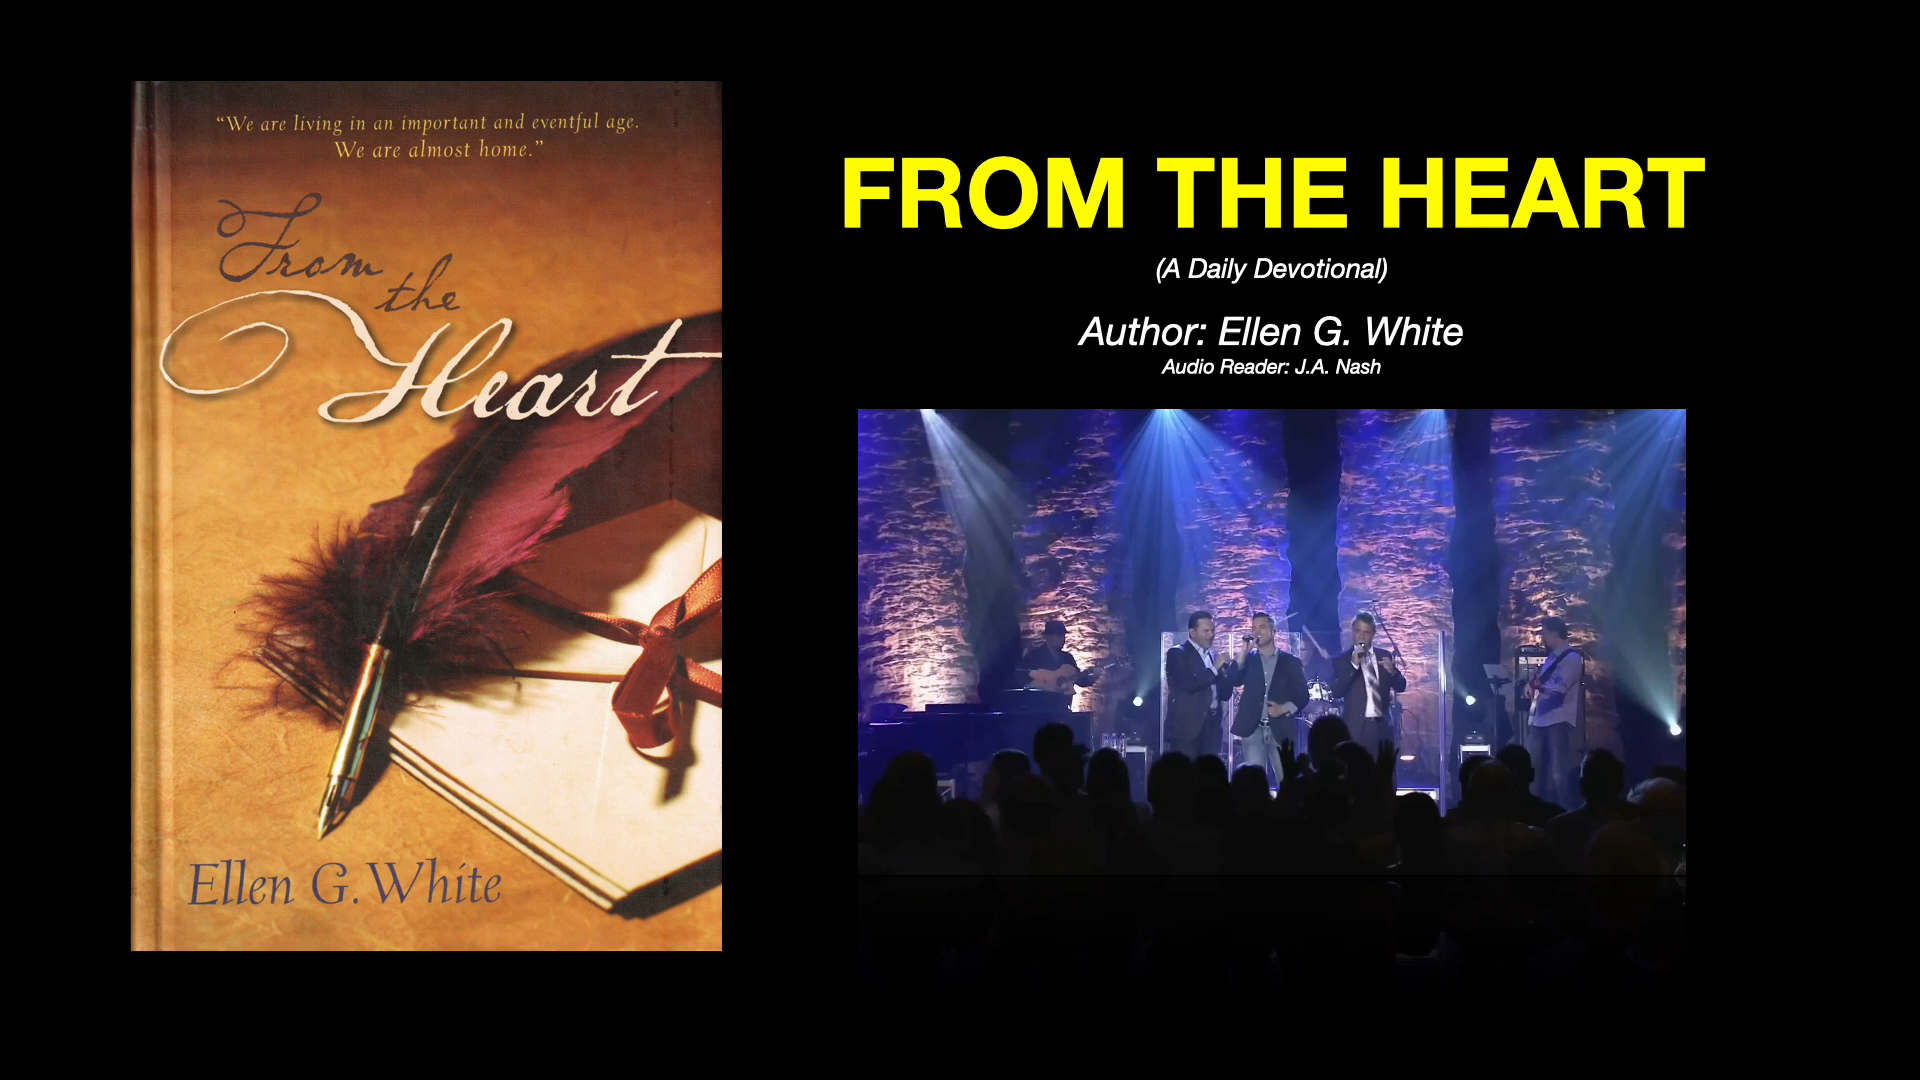 “We are living in an important and eventful age.
We are almost home.”
From
the
Heart
Ellen G. White
FROM THE HEART
(A Daily Devotional)
Author: Ellen G. White
Audio Reader: J.A. Nash